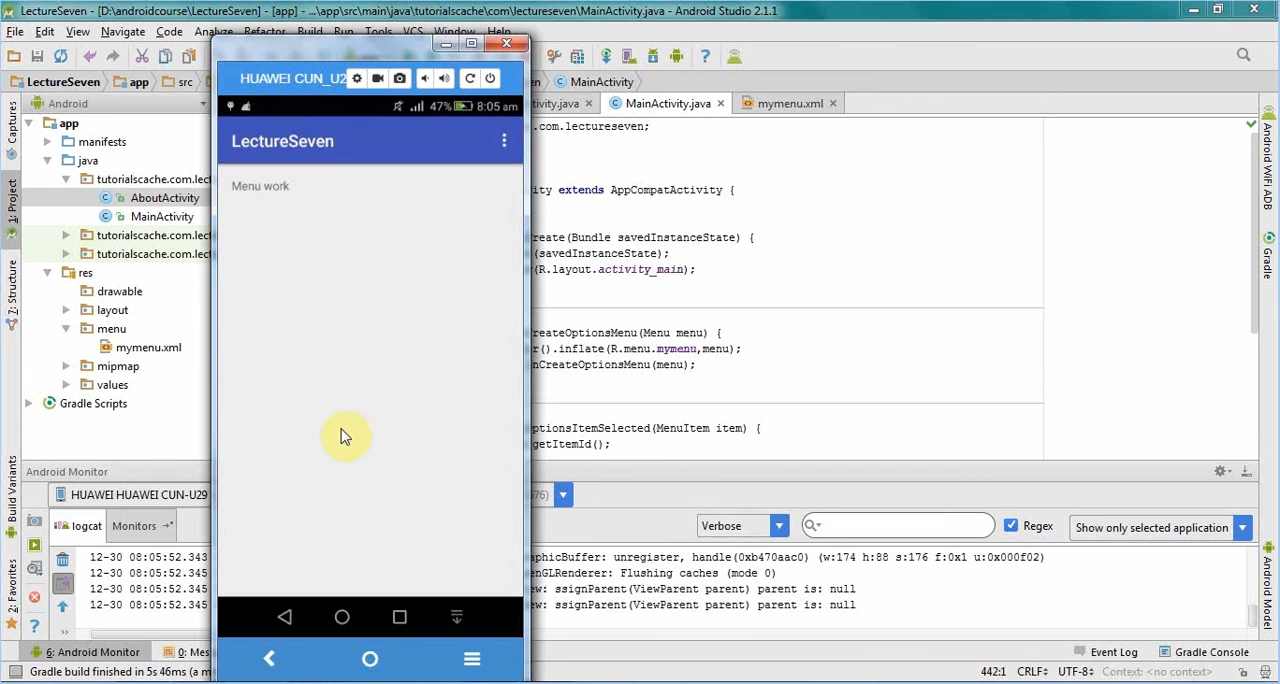 LectureSeven - [D:\androidcourse\LectureSeven] - [app] - ...\app\src\main\java\tutorialscache\com\lectureseven\MainActivity.java - Android Studio 2.1.1
File Edit View Navigate Code Analyze Refactor Build Run Tools VCS Window Help
LectureSeven app src MainActivity
HUAWEI CUN_U2
47% 8:05 am
LectureSeven
Menu work
Android
tivity.java MainActivity.java mymenu.xml
app
manifests
java
tutorialscache.com.lect
AboutActivity
MainActivity
tutorialscache.com.lec
tutorialscache.com.lec
res
drawable
layout
menu
mymenu.xml
mipmap
values
Gradle Scripts
.com.lectureseven;
ity extends AppCompatActivity {
reate(Bundle savedInstanceState) {
(savedInstanceState);
(R.layout.activity_main);
reateOptionsMenu(Menu menu) {
r().inflate(R.menu.mymenu,menu);
nCreateOptionsMenu(menu);
ptionsItemSelected(MenuItem item) {
getItemId();
Captures
1: Project
7: Structure
Build Variants
2: Favorites
Android WiFi ADB
Gradle
Android Model
Android Monitor
HUAWEI HUAWEI CUN-U29
logcat Monitors
Verbose Regex Show only selected application
12-30 08:05:52.343 aphicBuffer: unregister, handle(0xb470aac0) (w:174 h:88 s:176 f:0x1 u:0x000f02)
12-30 08:05:52.345 enGLRenderer: Flushing caches (mode 0)
12-30 08:05:52.345 ew: ssignParent(ViewParent parent) parent is: null
12-30 08:05:52.345 ew: ssignParent(ViewParent parent) parent is: null
6: Android Monitor 0: Mes Event Log Gradle Console
Gradle build finished in 5s 46ms (a m 442:1 CRLF UTF-8 Context: <no context>